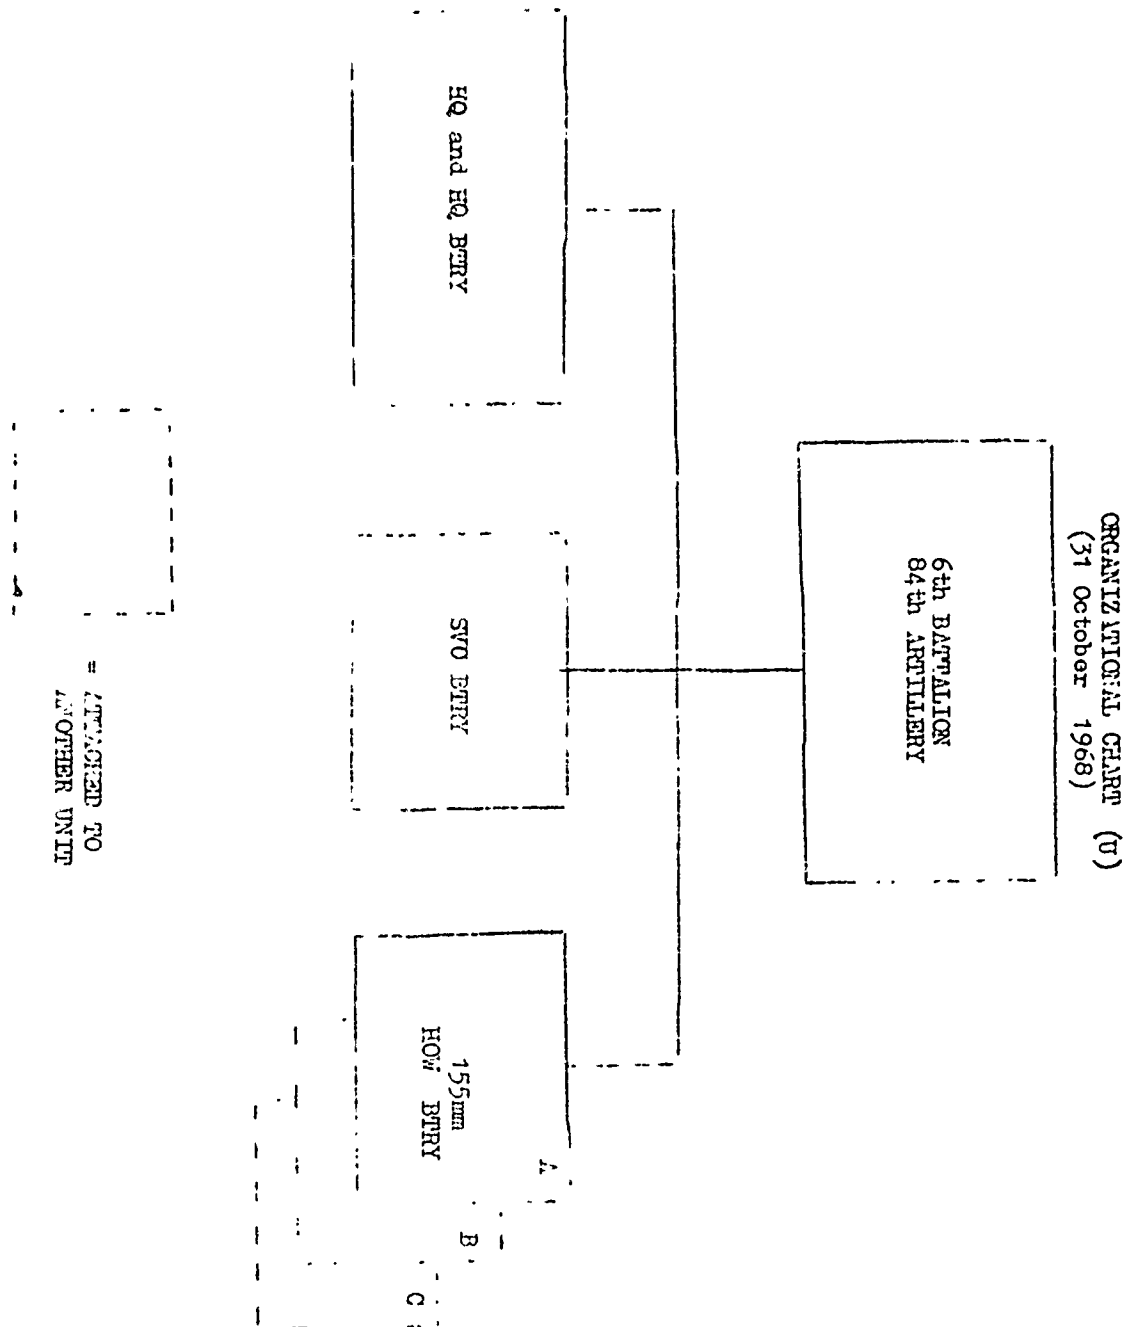 ORGANIZATIONAL CHART (U)
(31 October 1968)
6th BATTALION
84th ARTILLERY
HQ and HQ BTRY
SVC BTRY
155mm
HOW BTRY
A
B
C
= ATTACHED TO
ANOTHER UNIT